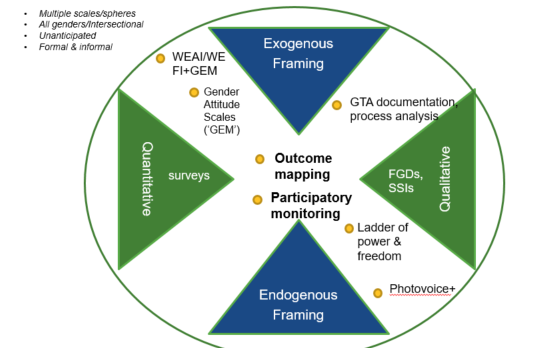 Multiple scales/spheres
All genders/Intersectional
Unanticipated
Formal & informal
Exogenous
Framing
WEAI/WE
FI+GEM
Gender
Attitude
Scales
('GEM')
GTA documentation,
process analysis
Quantitative
surveys
Outcome
mapping
Participatory
monitoring
FGDs,
SSIs
Qualitative
Ladder of
power &
freedom
Endogenous
Framing
Photovoice+